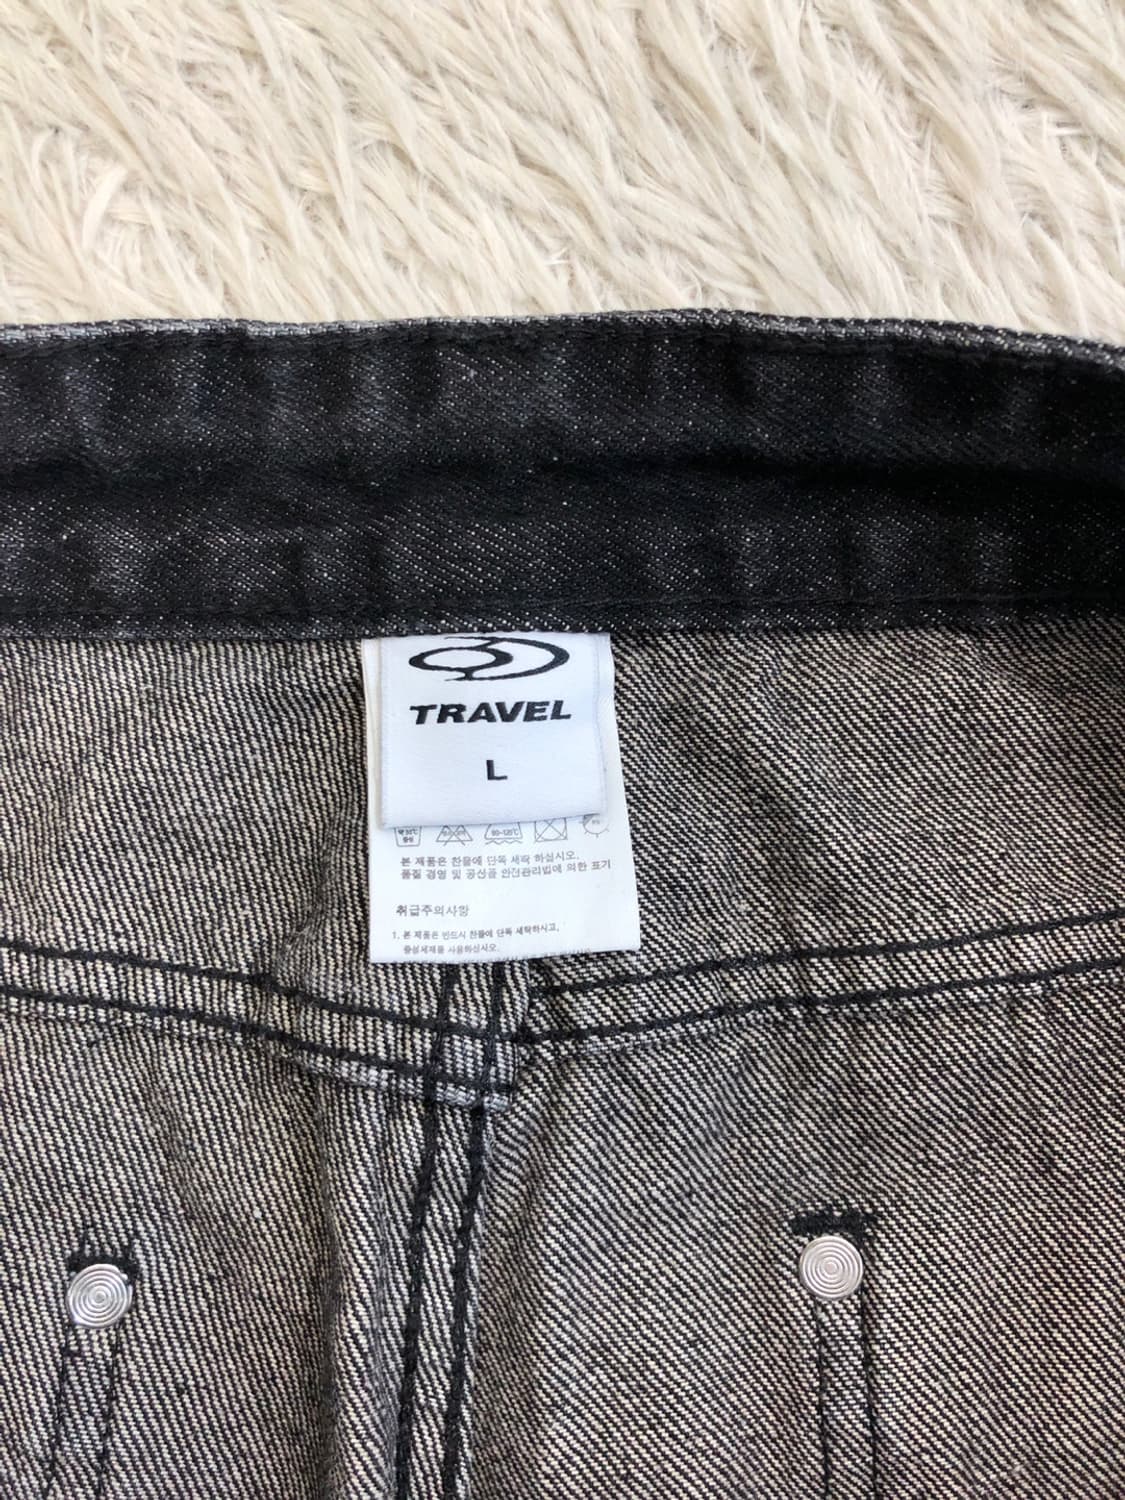 TRAVEL
L
80~120℃
본 제품은 찬물에 단독 세탁 하십시오.
품질 경영 및 공산품 안전관리법에 의한 표기
취급주의사항
1. 본 제품은 반드시 찬물에 단독 세탁하시고,
중성세제를 사용하십시오.